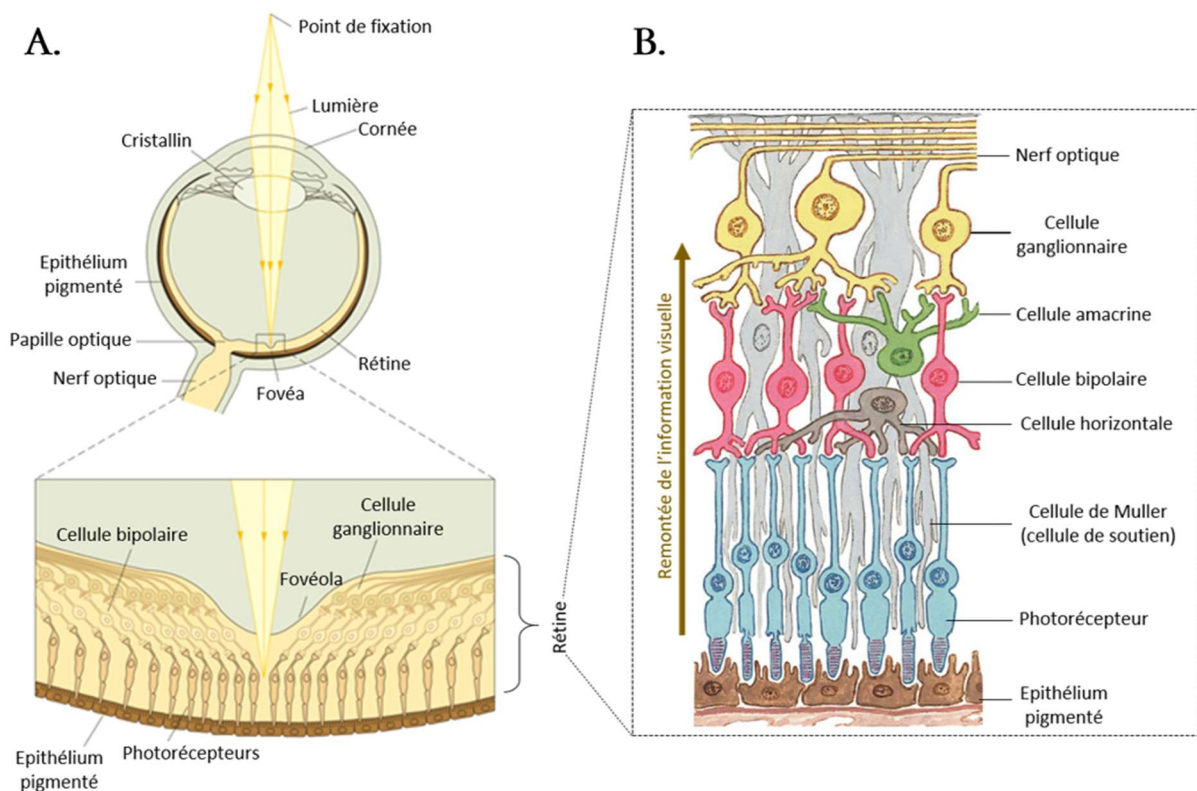 A.
Point de fixation
Lumière
Cornée
Cristallin
Epithélium
pigmenté
Papille optique
Nerf optique
Rétine
Fovéa
Cellule bipolaire
Cellule
ganglionnaire
Fovéola
Rétine
Epithélium
pigmenté
Photorécepteurs
B.
Nerf optique
Cellule
ganglionnaire
Cellule amacrine
Cellule bipolaire
Cellule horizontale
Cellule de Muller
(cellule de soutien)
Photorécepteur
Epithélium
pigmenté
Remontée de l'information visuelle